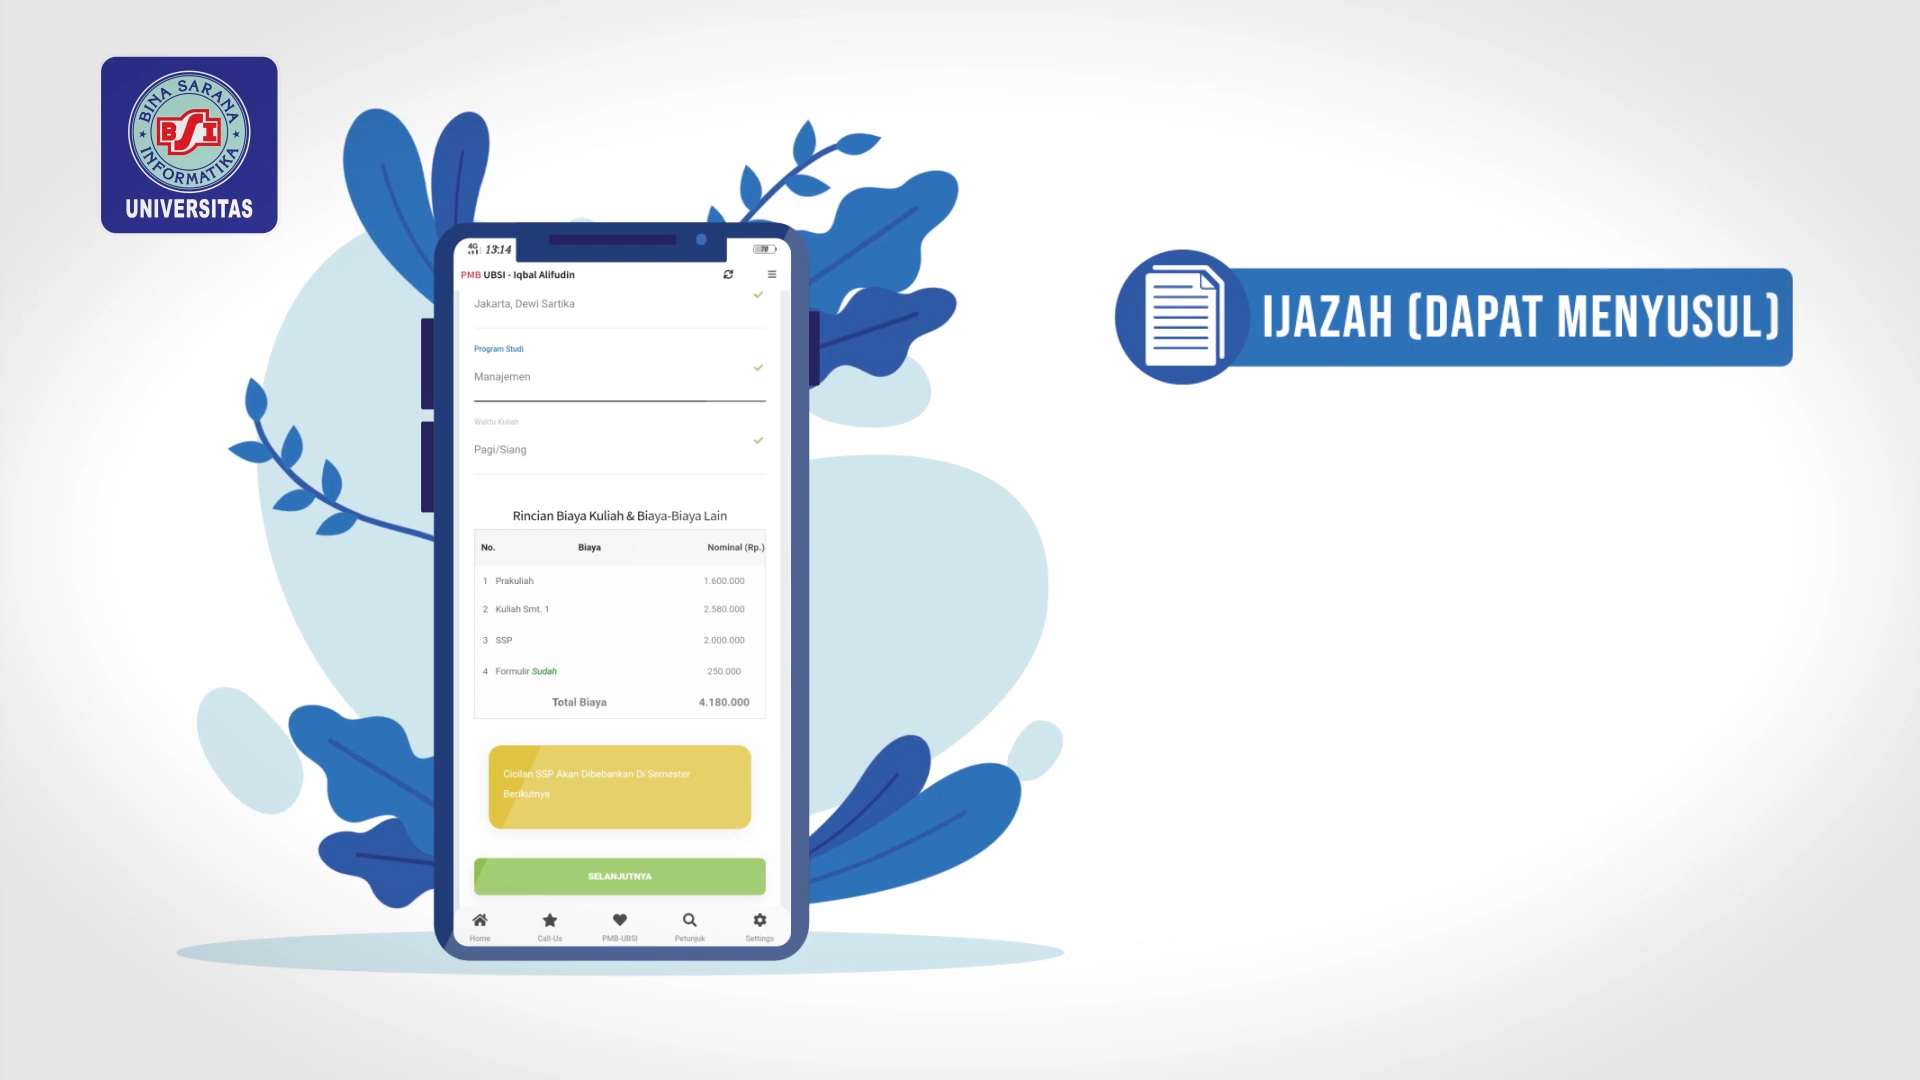 BINA SARANA
BSI
INFORMATIKA
UNIVERSITAS
4G 13:14
70
PMB UBSI - Iqbal Alifudin
Jakarta, Dewi Sartika
Program Studi
Manajemen
Waktu Kuliah
Pagi/Siang
Rincian Biaya Kuliah & Biaya-Biaya Lain
No. Biaya Nominal (Rp.)
1 Prakuliah 1.600.000
2 Kuliah Smt. 1 2.580.000
3 SSP 2.000.000
4 Formulir Sudah 250.000
Total Biaya 4.180.000
Cicilan SSP Akan Dibebankan Di Semester
Berikutnya
SELANJUTNYA
Home Call-Us PMB-UBSI Petunjuk Settings
IJAZAH (DAPAT MENYUSUL)